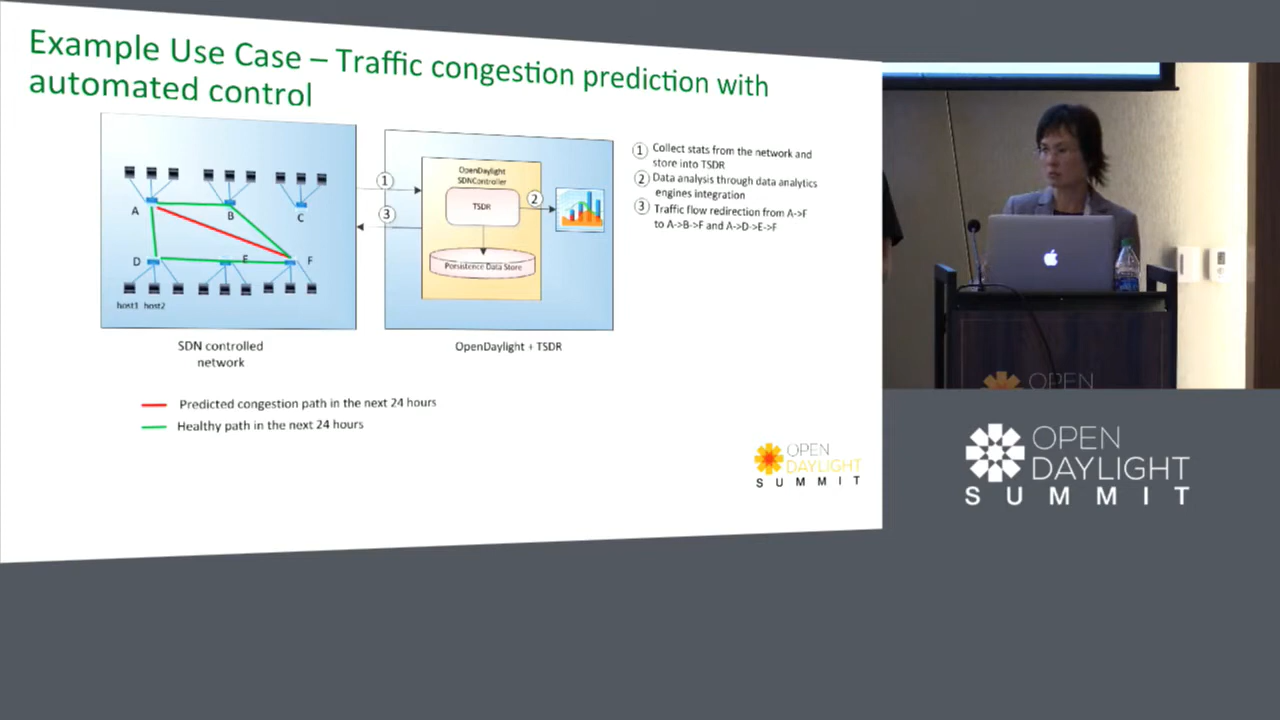 Example Use Case – Traffic congestion prediction with
automated control
OpenDaylight
SDNController
TSDR
Persistence Data Store
1
2
3
A
B
C
D
E
F
host1 host2
SDN controlled
network
OpenDaylight + TSDR
1 Collect stats from the network and
store into TSDR
2 Data analysis through data analytics
engines integration
3 Traffic flow redirection from A->F
to A->B->F and A->D->E->F
Predicted congestion path in the next 24 hours
Healthy path in the next 24 hours
OPEN
DAYLIGHT
SUMMIT
OPEN
OPEN
DAYLIGHT
SUMMIT